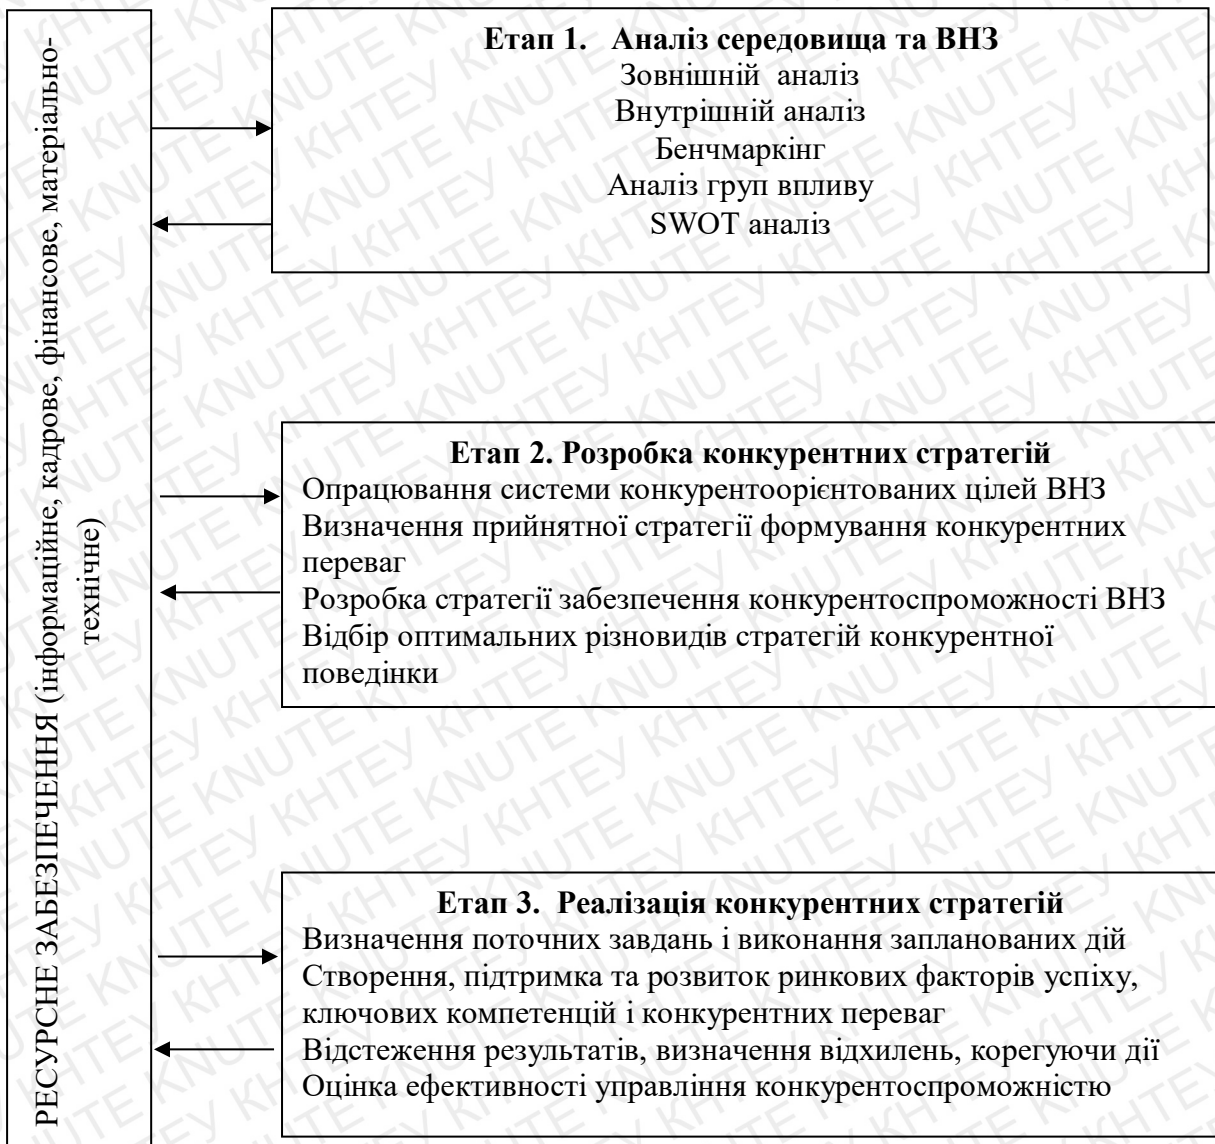 РЕСУРСНЕ ЗАБЕЗПЕЧЕННЯ (інформаційне, кадрове, фінансове, матеріально-
технічне)
Етап 1. Аналіз середовища та ВНЗ
Зовнішній аналіз
Внутрішній аналіз
Бенчмаркінг
Аналіз груп впливу
SWOT аналіз
Етап 2. Розробка конкурентних стратегій
Опрацювання системи конкурентоорієнтованих цілей ВНЗ
Визначення прийнятної стратегії формування конкурентних
переваг
Розробка стратегії забезпечення конкурентоспроможності ВНЗ
Відбір оптимальних різновидів стратегій конкурентної
поведінки
Етап 3. Реалізація конкурентних стратегій
Визначення поточних завдань і виконання запланованих дій
Створення, підтримка та розвиток ринкових факторів успіху,
ключових компетенцій і конкурентних переваг
Відстеження результатів, визначення відхилень, корегуючи дії
Оцінка ефективності управління конкурентоспроможністю